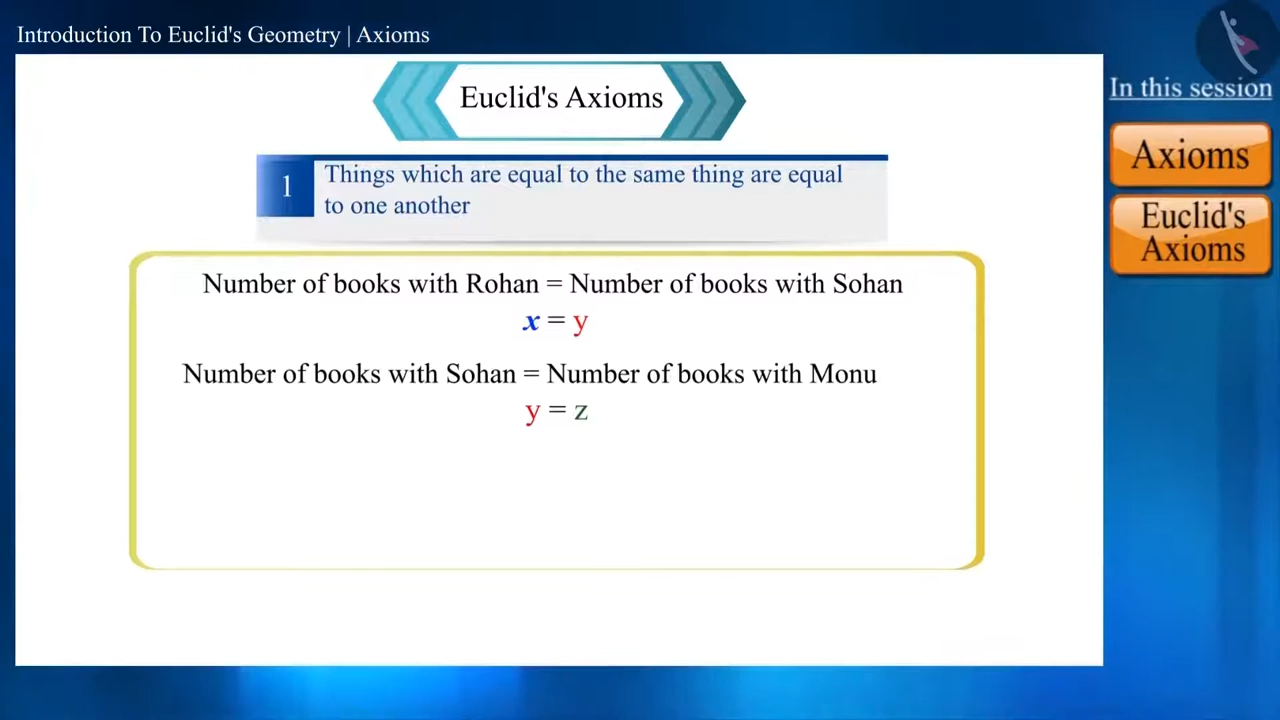 Introduction To Euclid's Geometry | Axioms
In this session
Axioms
Euclid's
Axioms
Euclid's Axioms
1
Things which are equal to the same thing are equal
to one another
Number of books with Rohan = Number of books with Sohan
x = y
Number of books with Sohan = Number of books with Monu
y = z